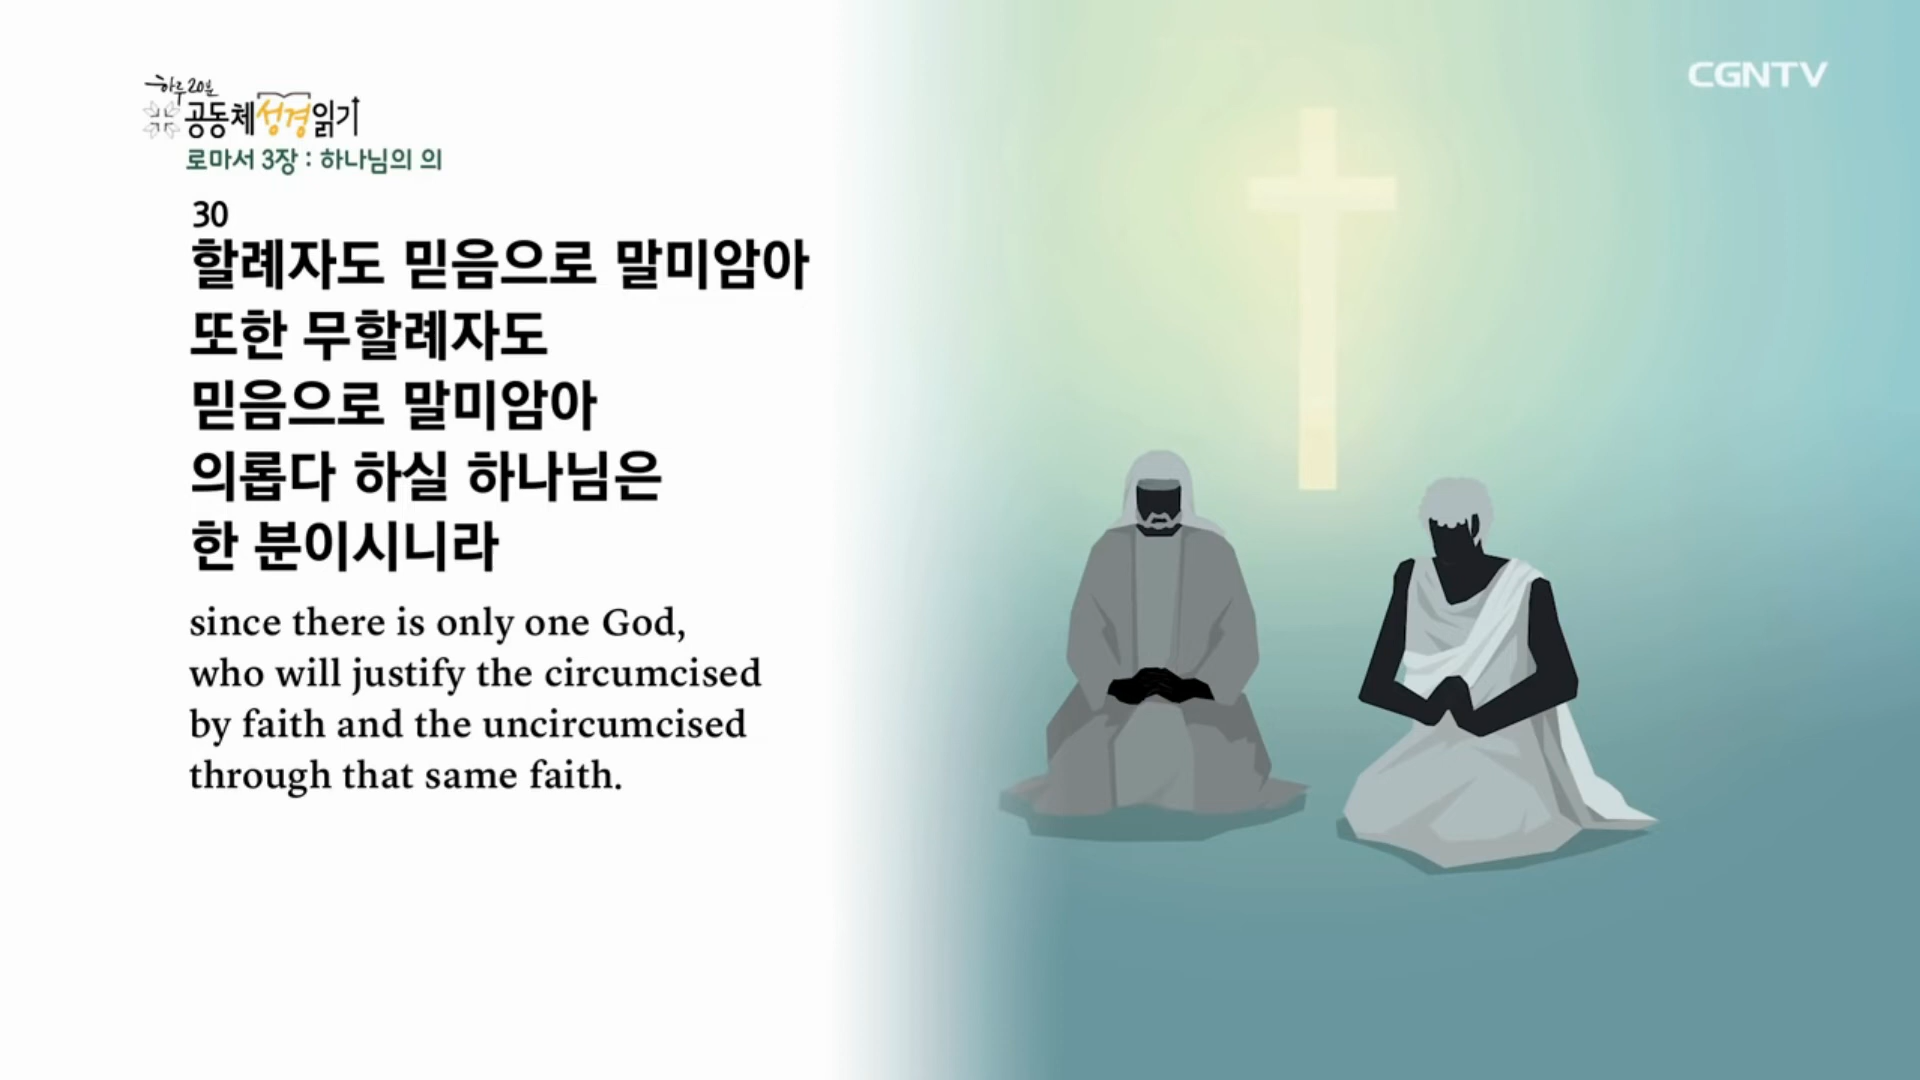 하루 20분
공동체성경읽기
로마서 3장 : 하나님의 의
CGNTV
30
할례자도 믿음으로 말미암아
또한 무할례자도
믿음으로 말미암아
의롭다 하실 하나님은
한 분이시니라
since there is only one God,
who will justify the circumcised
by faith and the uncircumcised
through that same faith.